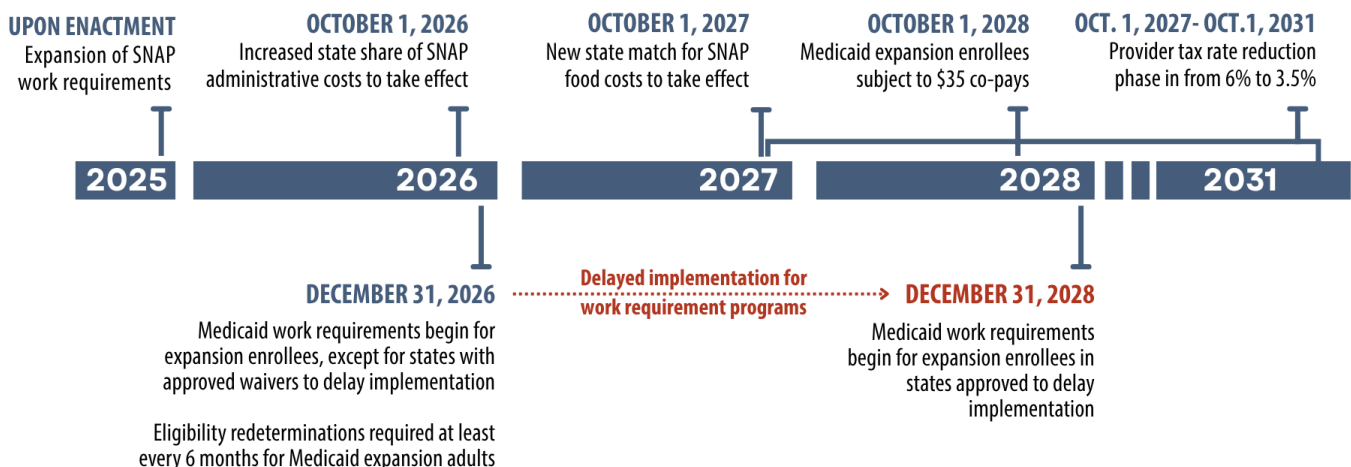 UPON ENACTMENT
Expansion of SNAP
work requirements
OCTOBER 1, 2026
Increased state share of SNAP
administrative costs to take effect
OCTOBER 1, 2027
New state match for SNAP
food costs to take effect
OCTOBER 1, 2028
Medicaid expansion enrollees
subject to $35 co-pays
OCT. 1, 2027- OCT.1, 2031
Provider tax rate reduction
phase in from 6% to 3.5%
2025
2026
2027
2028
2031
DECEMBER 31, 2026
Medicaid work requirements begin for
expansion enrollees, except for states with
approved waivers to delay implementation
Eligibility redeterminations required at least
every 6 months for Medicaid expansion adults
Delayed implementation for
work requirement programs
DECEMBER 31, 2028
Medicaid work requirements
begin for expansion enrollees in
states approved to delay
implementation